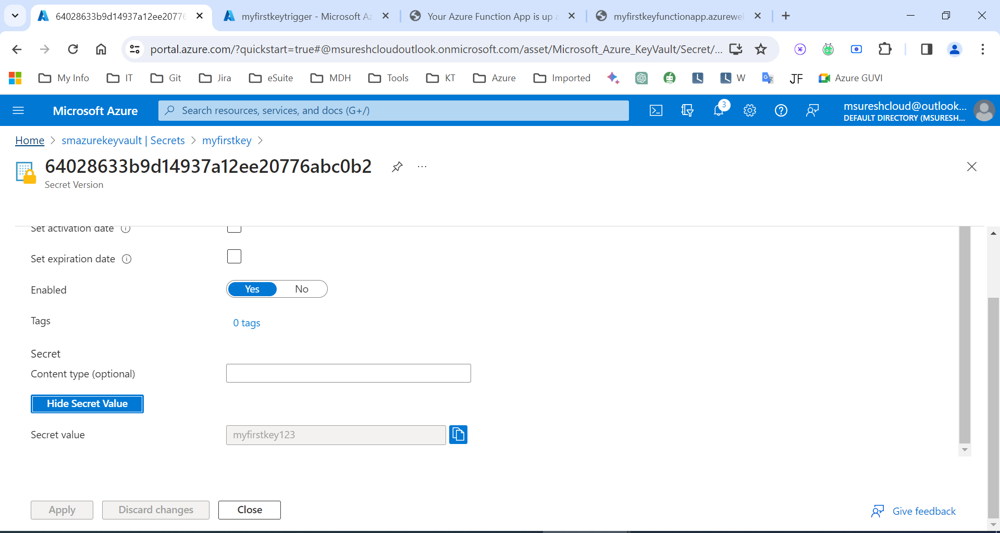 64028633b9d14937a12ee20776
myfirstkeytrigger - Microsoft Az
Your Azure Function App is up a
myfirstkeyfunctionapp.azurewe
portal.azure.com/?quickstart=true#@msureshcloudoutlook.onmicrosoft.com/asset/Microsoft_Azure_KeyVault/Secret/...
My Info
IT
Git
Jira
eSuite
MDH
Tools
KT
Azure
Imported
W
JF
Azure GUVI
Microsoft Azure
Search resources, services, and docs (G+/)
3
msureshcloud@outlook...
DEFAULT DIRECTORY (MSURESH...
Home > smazurekeyvault | Secrets > myfirstkey >
64028633b9d14937a12ee20776abc0b2
Secret Version
Set activation date
Set expiration date
Enabled
Yes
No
Tags
0 tags
Secret
Content type (optional)
Hide Secret Value
Secret value
myfirstkey123
Apply
Discard changes
Close
Give feedback